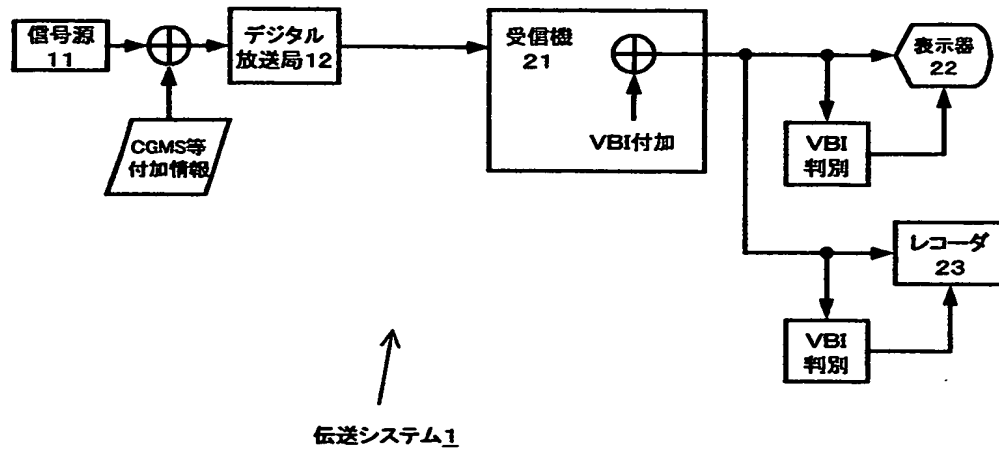 信号源
11
CGMS等
付加情報
デジタル
放送局12
受信機
21
VBI付加
表示器
22
VBI
判別
レコーダ
23
VBI
判別
伝送システム1